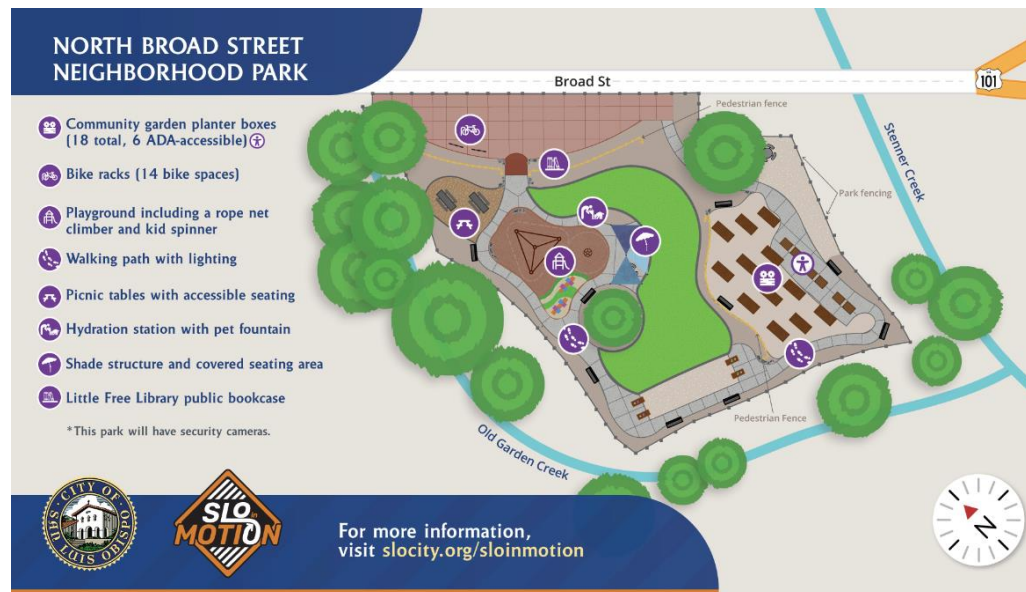 NORTH BROAD STREET
NEIGHBORHOOD PARK
Community garden planter boxes
(18 total, 6 ADA-accessible)
Bike racks (14 bike spaces)
Playground including a rope net
climber and kid spinner
Walking path with lighting
Picnic tables with accessible seating
Hydration station with pet fountain
Shade structure and covered seating area
Little Free Library public bookcase
*This park will have security cameras.
Broad St
101
Pedestrian fence
Stenner Creek
Park fencing
Pedestrian Fence
Old Garden Creek
CITY OF
SAN LUIS OBISPO
SLO in
MOTION
For more information,
visit slocity.org/sloinmotion
N